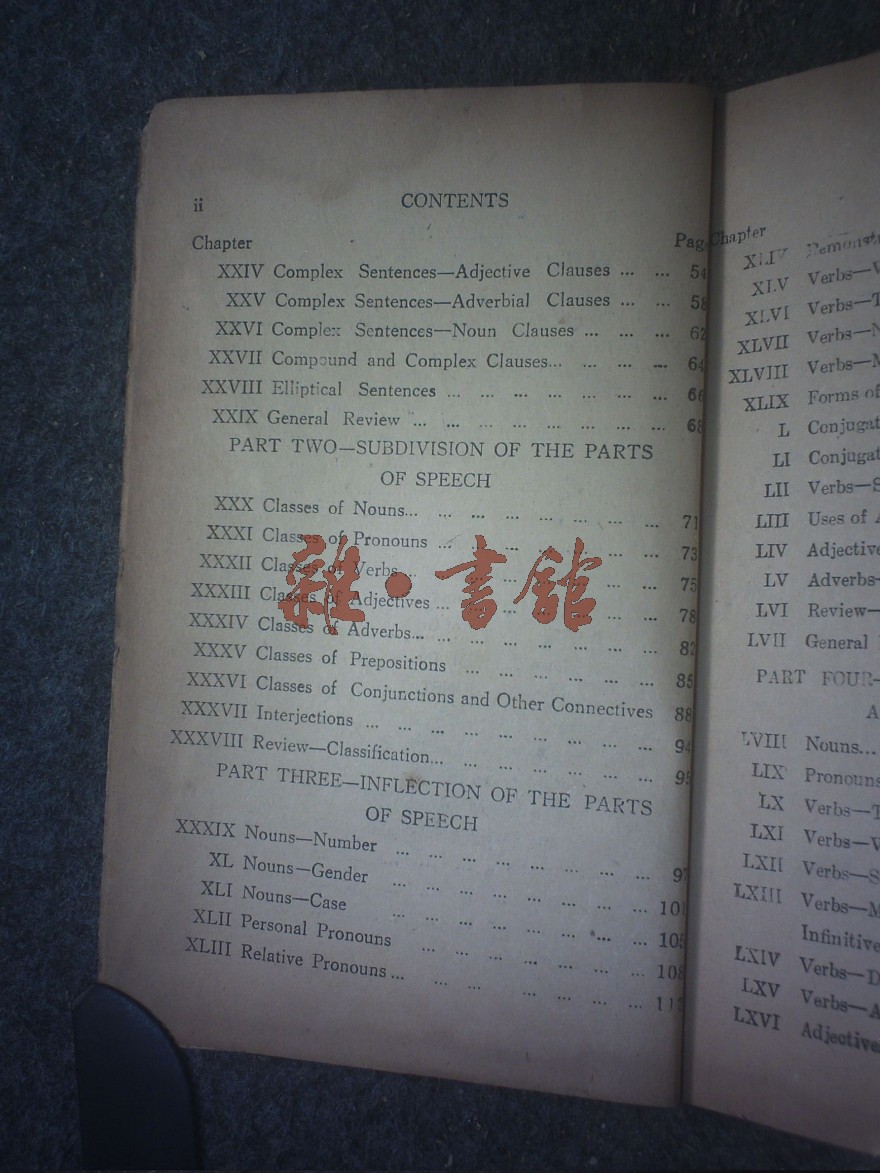 ii CONTENTS
Chapter Pag
XXIV Complex Sentences—Adjective Clauses ... ... 54
XXV Complex Sentences—Adverbial Clauses ... ... 58
XXVI Complex Sentences—Noun Clauses ... ... ... 62
XXVII Compound and Complex Clauses... ... ... ... 64
XXVIII Elliptical Sentences ... ... ... ... ... ... ... 66
XXIX General Review ... ... ... ... ... ... ... ... 68
PART TWO—SUBDIVISION OF THE PARTS
OF SPEECH
XXX Classes of Nouns... ... ... ... ... ... ... ... 71
XXXI Classes of Pronouns ... ... ... ... ... ... ... 73
XXXII Classes of Verbs... ... ... ... ... ... ... 75
XXXIII Classes of Adjectives ... ... ... ... ... ... ... 78
XXXIV Classes of Adverbs... ... ... ... ... ... ... ... 82
XXXV Classes of Prepositions ... ... ... ... ... ... 85
XXXVI Classes of Conjunctions and Other Connectives 88
XXXVII Interjections ... ... ... ... ... ... ... ... ... 94
XXXVIII Review—Classification... ... ... ... ... ... ... 95
PART THREE—INFLECTION OF THE PARTS
OF SPEECH
XXXIX Nouns—Number ... ... ... ... ... ... ... ... 97
XL Nouns—Gender ... ... ... ... ... ... ... 101
XLI Nouns—Case ... ... ... ... ... ... ... 105
XLII Personal Pronouns ... ... ... ... ... ... 108
XLIII Relative Pronouns ... ... ... ... ... ...
雜·書館
Chapter
XLIV
XLV Verbs—V
XLVI Verbs—T
XLVII Verbs—N
XLVIII Verbs—M
XLIX Forms of
L Conjugat
LI Conjugat
LII Verbs—S
LIII Uses of
LIV Adjective
LV Adverbs—
LVI Review—
LVII General
PART FOUR—
A
LVIII Nouns...
LIX Pronouns
LX Verbs—T
LXI Verbs—V
LXII Verbs—S
LXIII Verbs—M
Infinitive
LXIV Verbs—D
LXV Verbs—A
LXVI Adjective